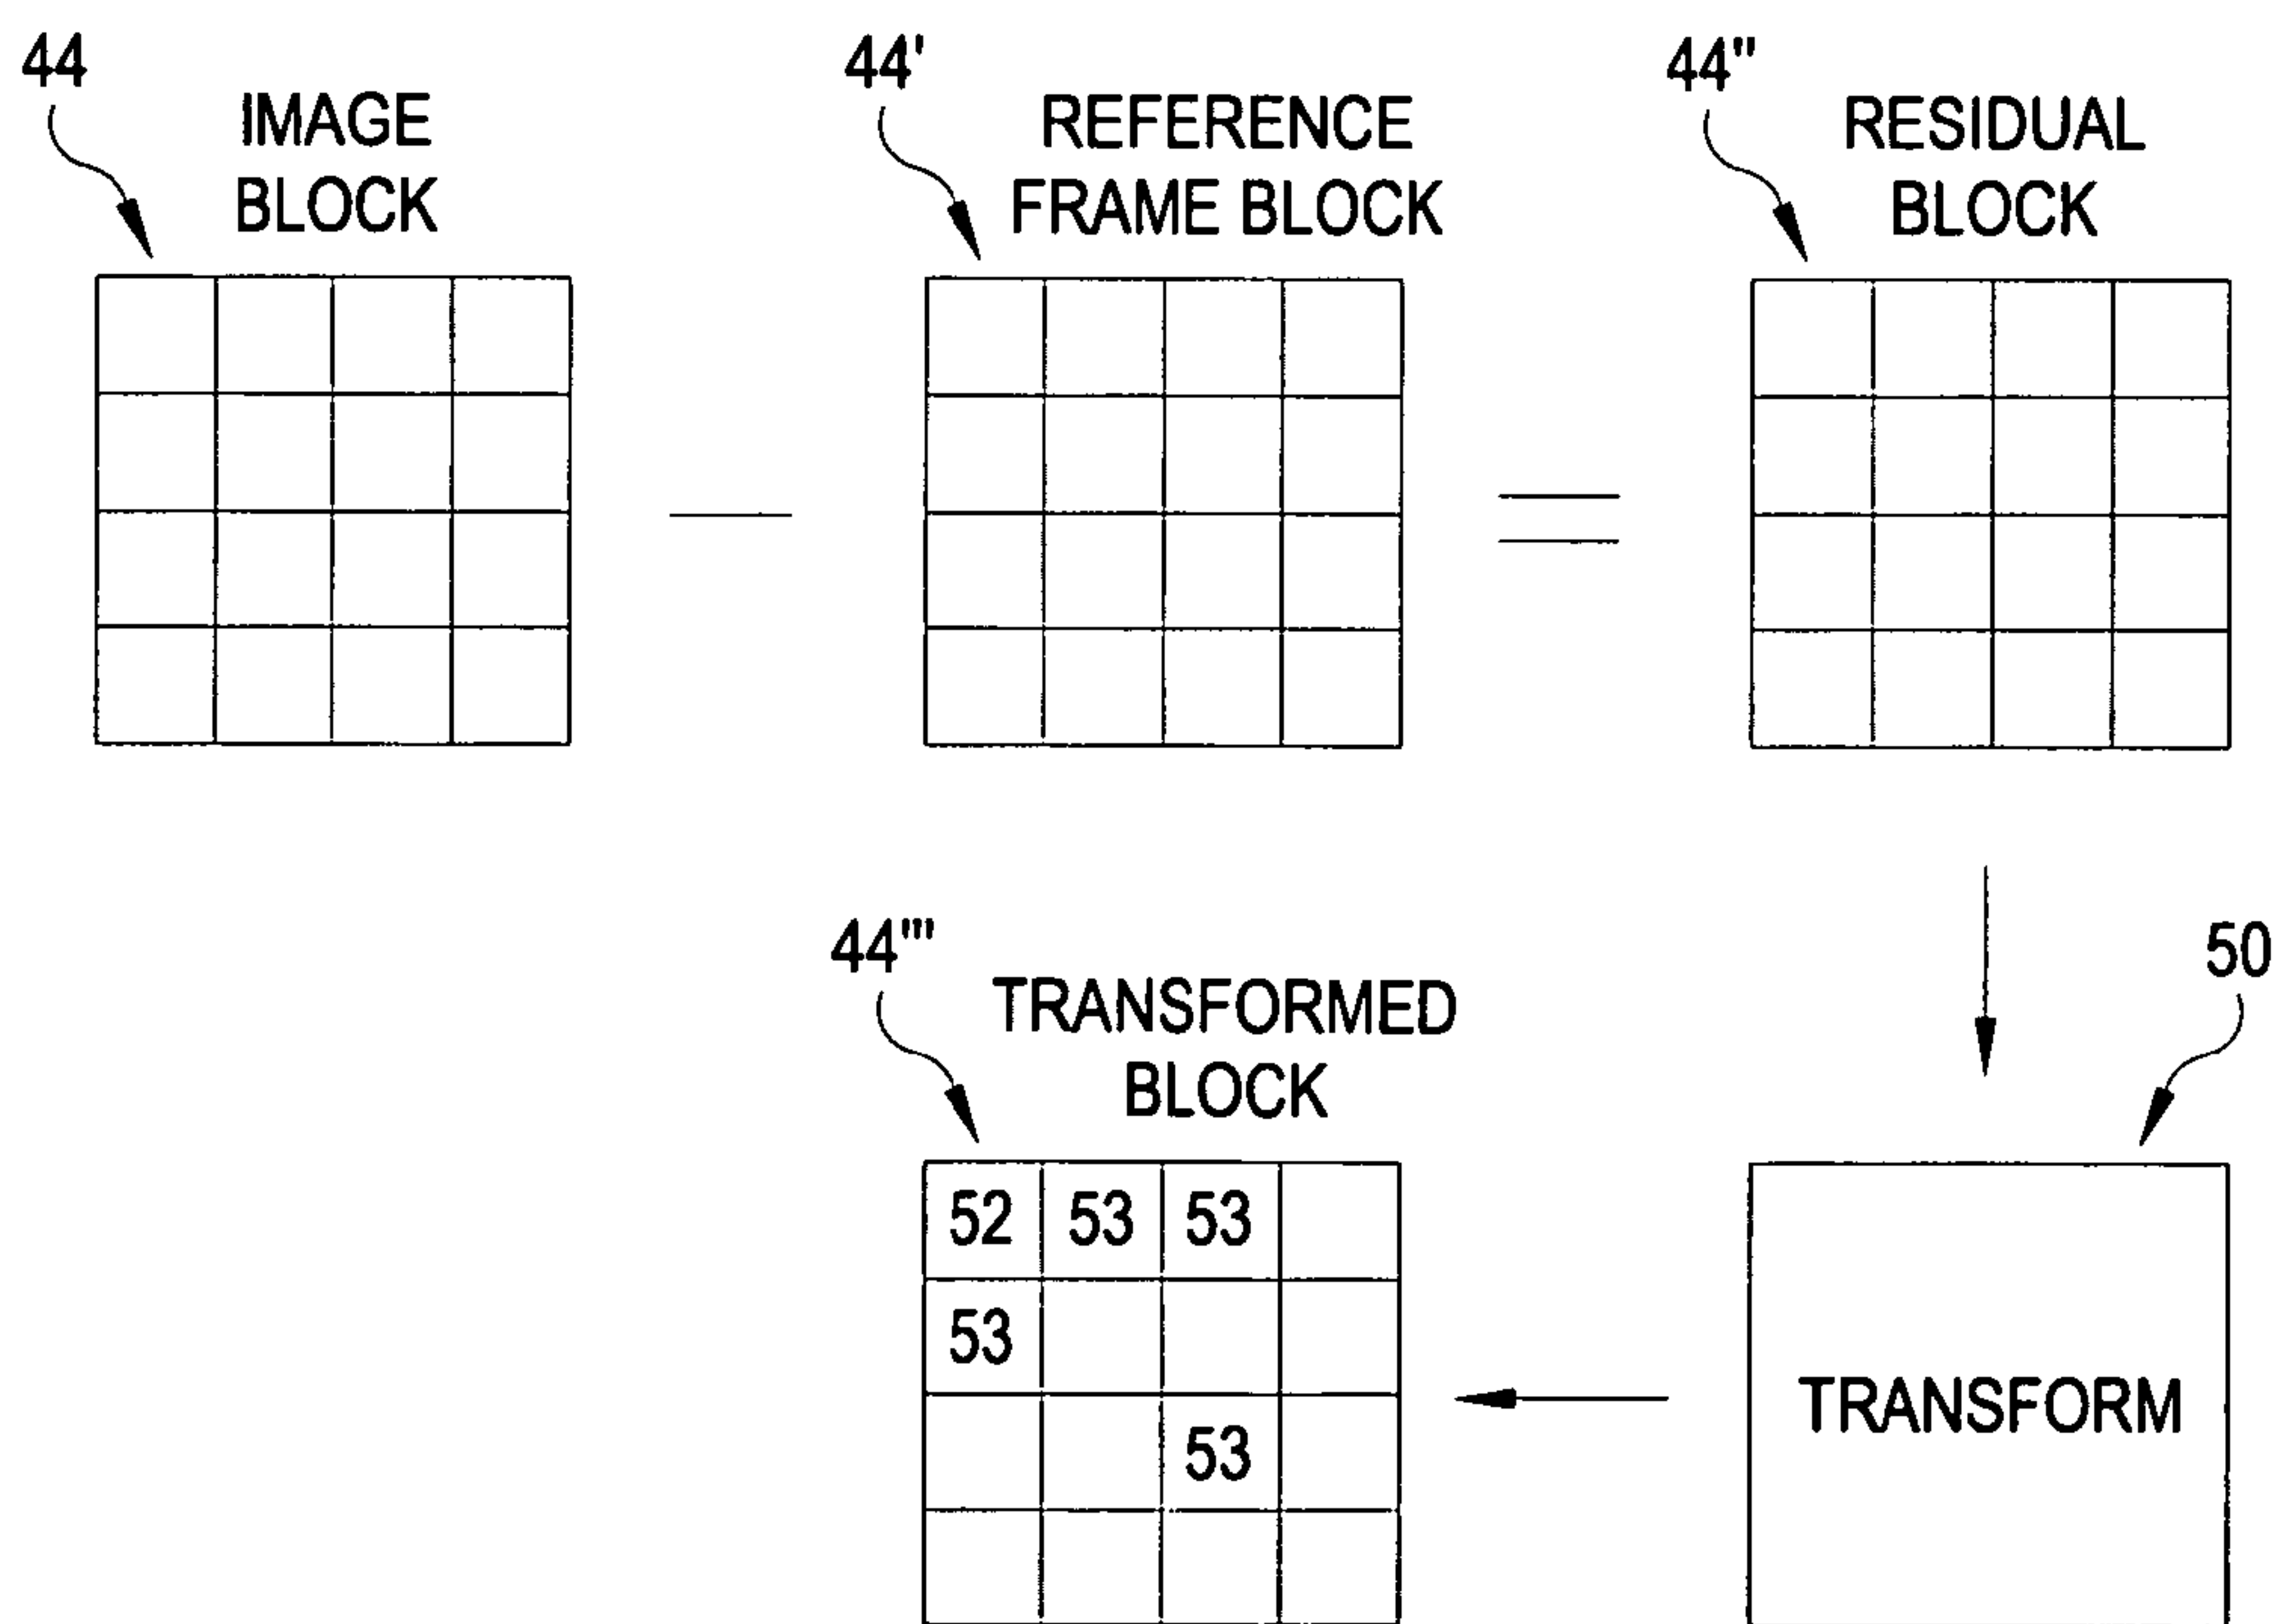 44
IMAGE
BLOCK
44'
REFERENCE
FRAME BLOCK
44"
RESIDUAL
BLOCK
44'"
TRANSFORMED
BLOCK
50
52 53 53
53
53
TRANSFORM